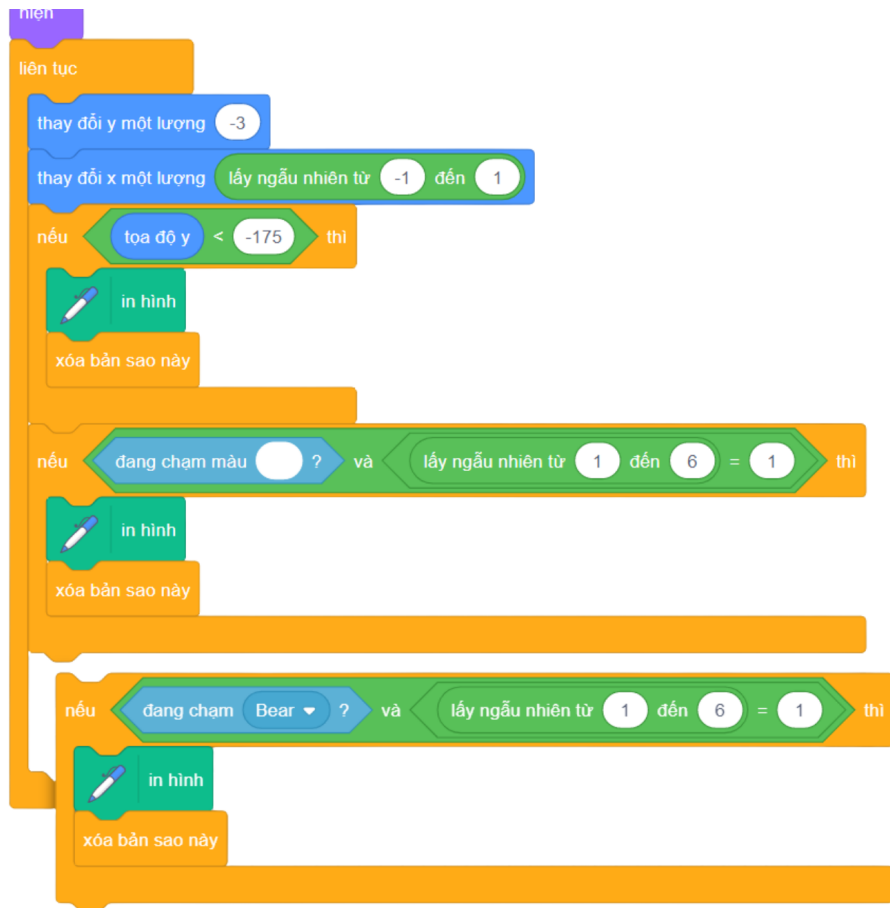 hiện
liên tục
thay đổi y một lượng -3
thay đổi x một lượng lấy ngẫu nhiên từ -1 đến 1
nếu tọa độ y < -175 thì
in hình
xóa bản sao này
nếu đang chạm màu ? và lấy ngẫu nhiên từ 1 đến 6 = 1 thì
in hình
xóa bản sao này
nếu đang chạm Bear ? và lấy ngẫu nhiên từ 1 đến 6 = 1 thì
in hình
xóa bản sao này